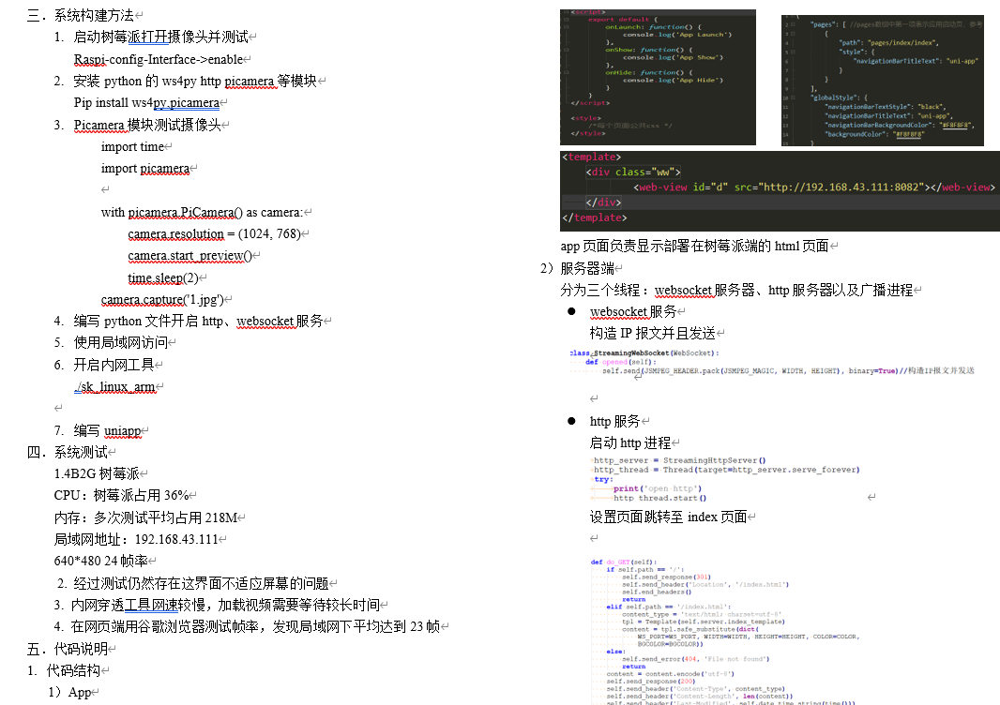 三．系统构建方法
1. 启动树莓派打开摄像头并测试
Raspi-config-Interface->enable
2. 安装 python 的 ws4py http picamera 等模块
Pip install ws4py.picamera
3. Picamera 模块测试摄像头
import time
import picamera
with picamera.PiCamera() as camera:
camera.resolution = (1024, 768)
camera.start_preview()
time.sleep(2)
camera.capture('1.jpg')
4. 编写 python 文件开启 http、websocket 服务
5. 使用局域网访问
6. 开启内网工具
./sk_linux_arm
7. 编写 uniapp
四．系统测试
1.4B2G 树莓派
CPU：树莓派占用 36%
内存：多次测试平均占用 218M
局域网地址：192.168.43.111
640*480 24 帧率
2. 经过测试仍然存在这界面不适应屏幕的问题
3. 内网穿透工具网速较慢，加载视频需要等待较长时间
4. 在网页端用谷歌浏览器测试帧率，发现局域网下平均达到 23 帧
五．代码说明
1. 代码结构
1）App
<script>
export default {
onLaunch: function() {
console.log('App Launch')
},
onShow: function() {
console.log('App Show')
},
onHide: function() {
console.log('App Hide')
}
}
</script>
<style>
/*每个页面公共css */
</style>
"pages": [ //pages数组中第一项表示应用启动页，参考
{
"path": "pages/index/index",
"style": {
"navigationBarTitleText": "uni-app"
}
}
],
"globalStyle": {
"navigationBarTextStyle": "black",
"navigationBarTitleText": "uni-app",
"navigationBarBackgroundColor": "#F8F8F8",
"backgroundColor": "#F8F8F8"
}
<template>
<div class="ww">
<web-view id="d" src="http://192.168.43.111:8082"></web-view>
</div>
</template>
app 页面负责显示部署在树莓派端的 html 页面
2）服务器端
分为三个线程：websocket 服务器、http 服务器以及广播进程
● websocket 服务
构造 IP 报文并且发送
class StreamingWebSocket(WebSocket):
def opened(self):
self.send(JSMPEG_HEADER.pack(JSMPEG_MAGIC, WIDTH, HEIGHT), binary=True)//构造IP报文并发送
● http 服务
启动 http 进程
http_server = StreamingHttpServer()
http_thread = Thread(target=http_server.serve_forever)
try:
print('open http')
http_thread.start()
设置页面跳转至 index 页面
def do_GET(self):
if self.path == '/':
self.send_response(301)
self.send_header('Location', '/index.html')
self.end_headers()
return
elif self.path == '/index.html':
content_type = 'text/html; charset=utf-8'
tpl = Template(self.server.index_template)
content = tpl.safe_substitute(dict(
WS_PORT=WS_PORT, WIDTH=WIDTH, HEIGHT=HEIGHT, COLOR=COLOR,
BGCOLOR=BGCOLOR))
else:
self.send_error(404, 'File not found')
return
content = content.encode('utf-8')
self.send_response(200)
self.send_header('Content-Type', content_type)
self.send_header('Content-Length', len(content))
self.send_header('Last-Modified', self.date_time_string(time()))